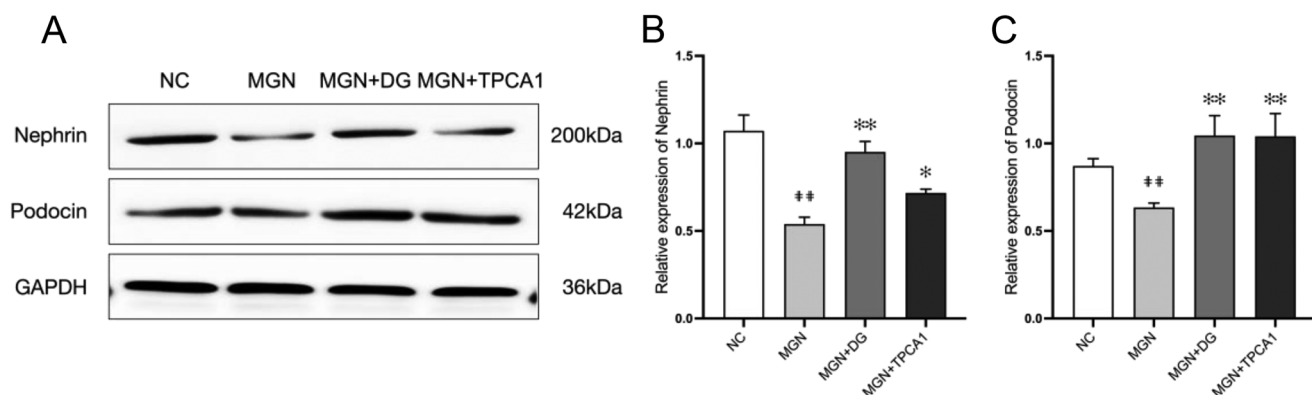 A
NC MGN MGN+DG MGN+TPCA1
Nephrin 200kDa
Podocin 42kDa
GAPDH 36kDa
B
Relative expression of Nephrin
1.5
1.0
0.5
0.0
‡‡
**
*
NC
MGN
MGN+DG
MGN+TPCA1
C
Relative expression of Podocin
1.5
1.0
0.5
0.0
‡‡
**
**
NC
MGN
MGN+DG
MGN+TPCA1